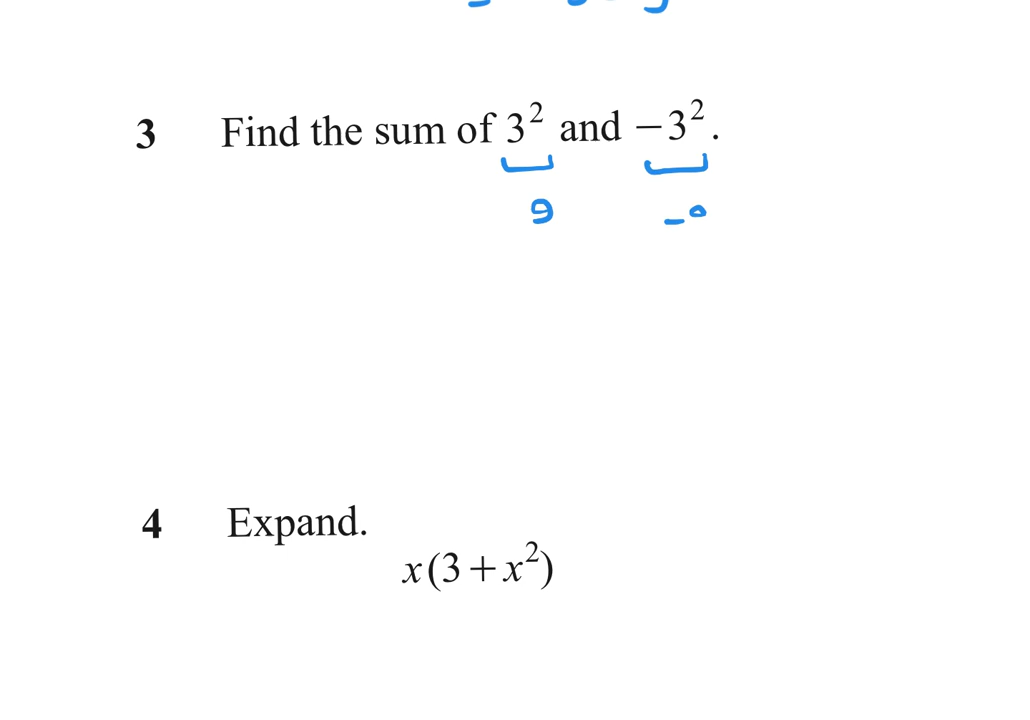 3 Find the sum of 3² and −3².
9
4 Expand.
x(3+x²)